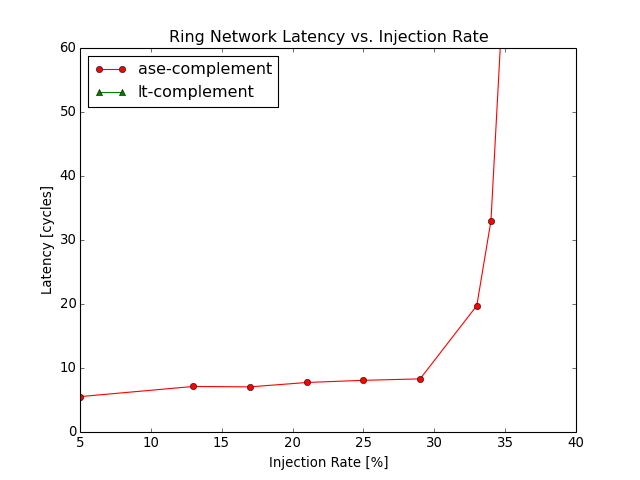 Ring Network Latency vs. Injection Rate
ase-complement
lt-complement
Latency [cycles]
60
50
40
30
20
10
0
5 10 15 20 25 30 35 40
Injection Rate [%]